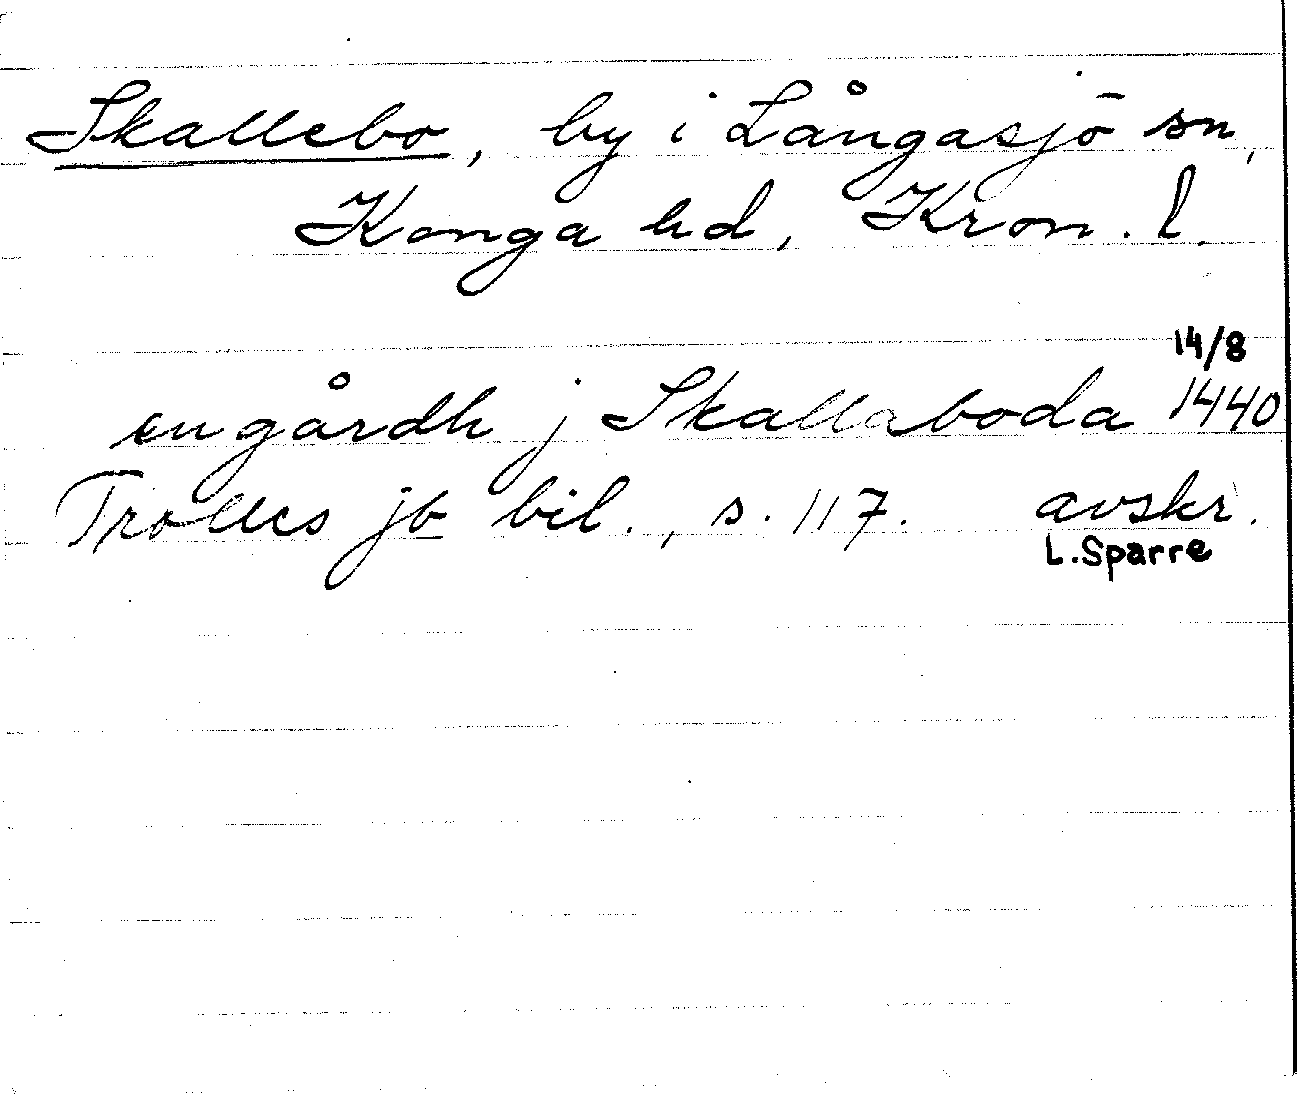 Skallebo, by i Långasjö sn,
Konga hd, Kron. l.
14/8
en gårdh j Skallaboda 1440
Trolles jb bil., s. 117. avskr.
L. Sparre